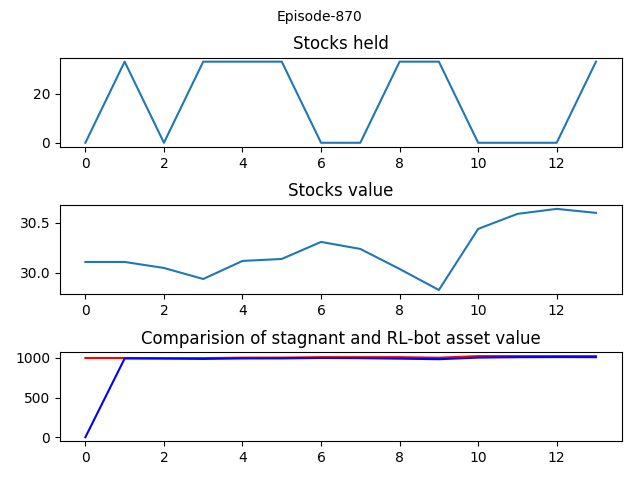 Episode-870
Stocks held
20
0
0 2 4 6 8 10 12
Stocks value
30.5
30.0
0 2 4 6 8 10 12
Comparision of stagnant and RL-bot asset value
1000
500
0
0 2 4 6 8 10 12